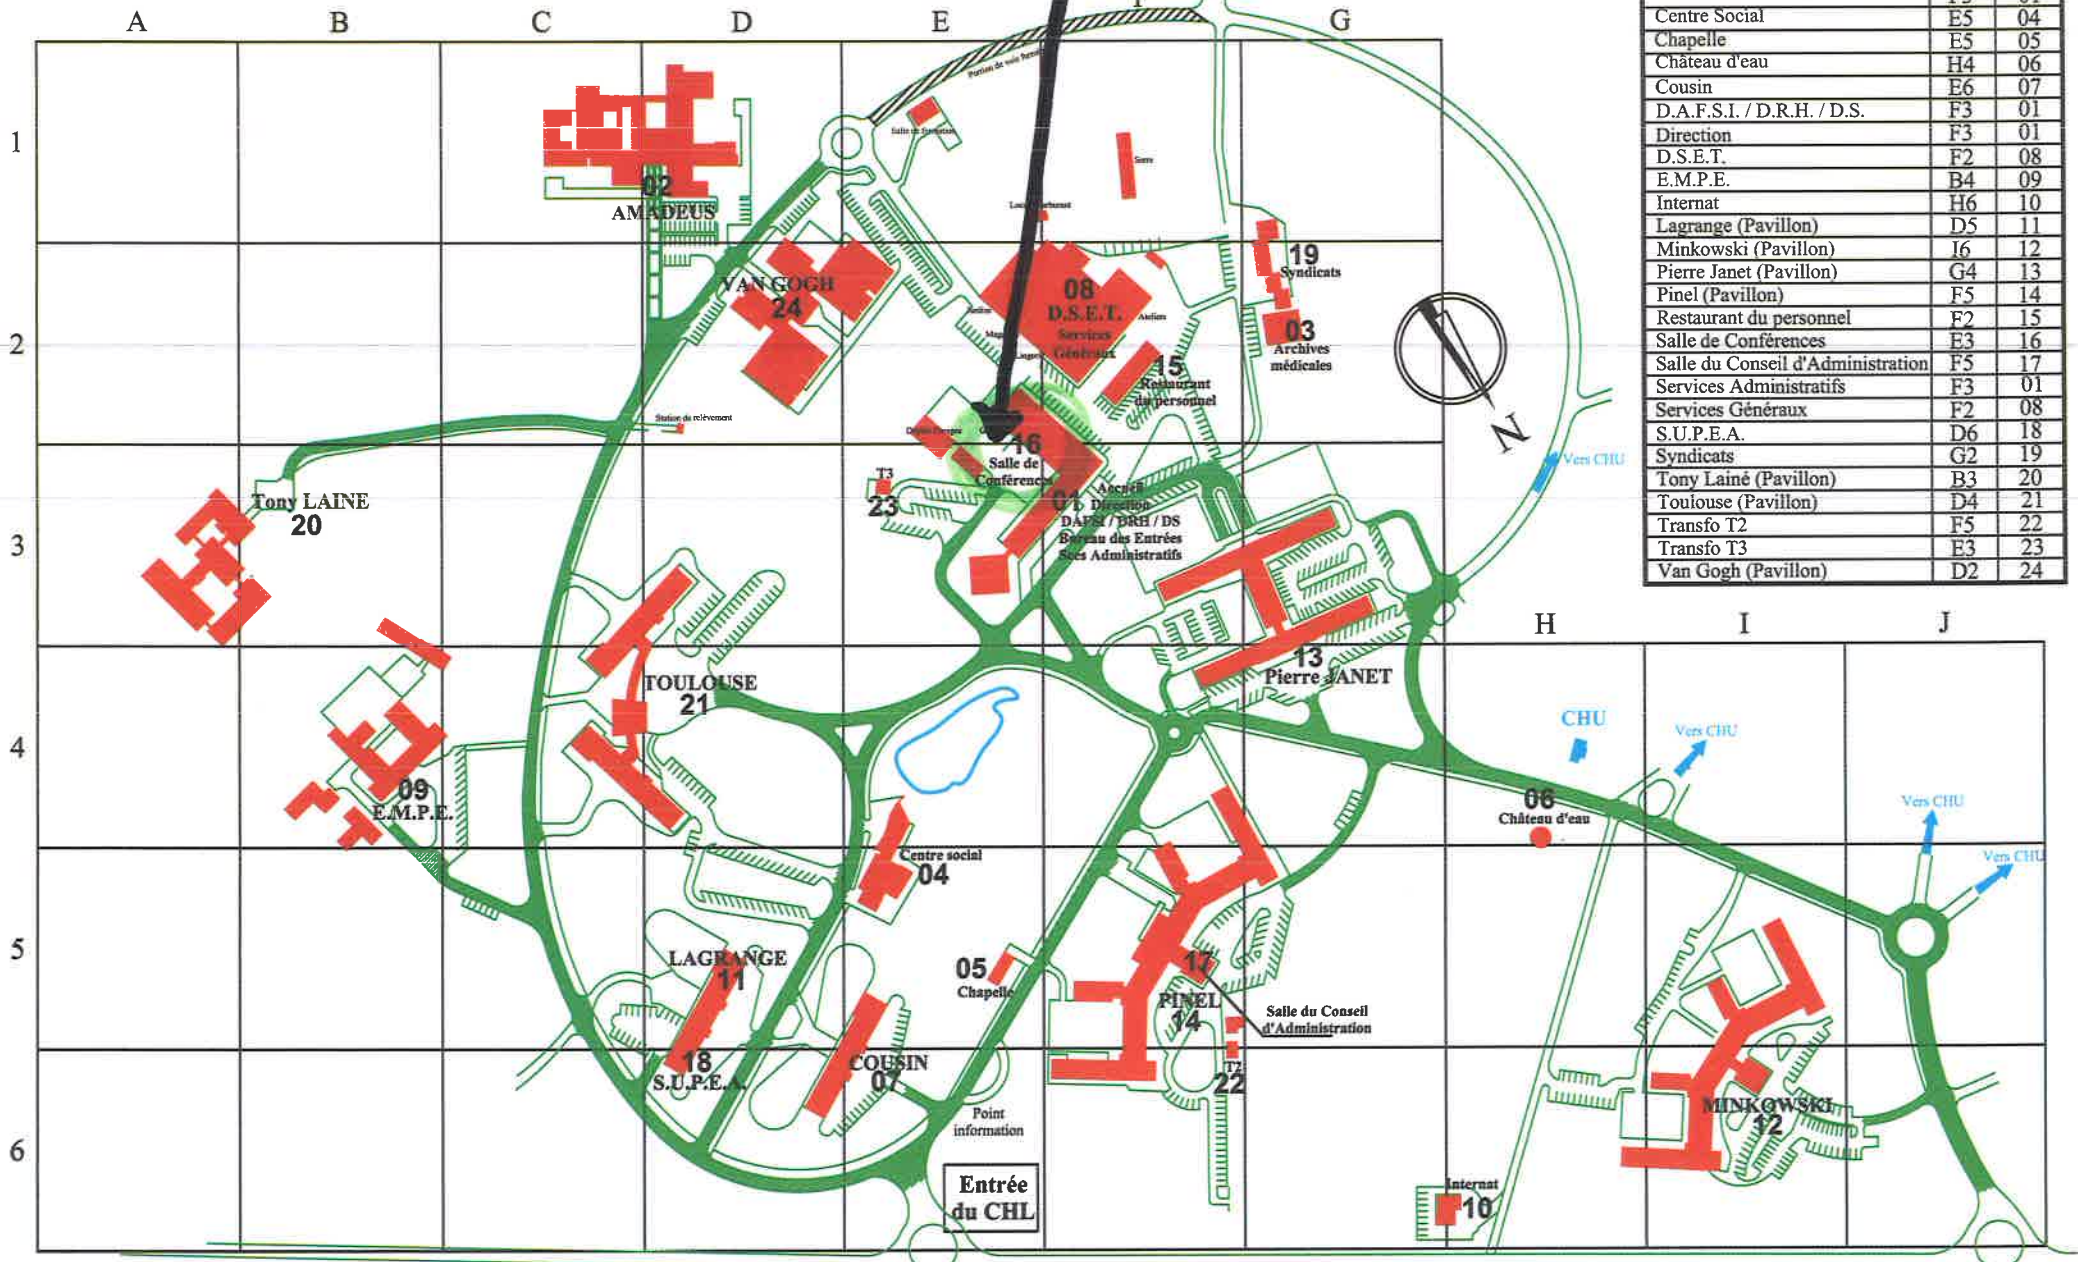 A B C D E G
Centre Social E5 04
Chapelle E5 05
Château d'eau H4 06
Cousin E6 07
D.A.F.S.I. / D.R.H. / D.S. F3 01
Direction F3 01
D.S.E.T. F2 08
E.M.P.E. B4 09
Internat H6 10
Lagrange (Pavillon) D5 11
Minkowski (Pavillon) I6 12
Pierre Janet (Pavillon) G4 13
Pinel (Pavillon) F5 14
Restaurant du personnel F2 15
Salle de Conférences E3 16
Salle du Conseil d'Administration F5 17
Services Administratifs F3 01
Services Généraux F2 08
S.U.P.E.A. D6 18
Syndicats G2 19
Tony Lainé (Pavillon) B3 20
Toulouse (Pavillon) D4 21
Transfo T2 F5 22
Transfo T3 E3 23
Van Gogh (Pavillon) D2 24
1
Portion de voie
Salle de formation
Serre
02
AMADEUS
19
Syndicats
VAN GOGH
24
08
D.S.E.T.
Services
Généraux
Ateliers
03
Archives
médicales
2
15
Restaurant
du personnel
Station de relèvement
N
Vers CHU
16
Salle de
Conférences
T3
23
Tony LAINE
20
01
Accueil
Direction
DAFSI / DRH / DS
Bureau des Entrées
Sces Administratifs
3
H I J
13
Pierre JANET
TOULOUSE
21
4
CHU
Vers CHU
09
E.M.P.E.
06
Château d'eau
Vers CHU
Vers CHU
Centre social
04
5
LAGRANGE
11
05
Chapelle
17
PINEL
14
Salle du Conseil
d'Administration
18
S.U.P.E.A.
COUSIN
07
T2
22
Point
information
MINKOWSKI
12
6
Entrée
du CHL
Internat
10